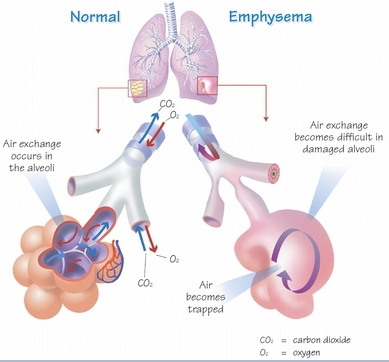 Normal
Emphysema
CO₂
O₂
Air exchange
occurs in
the alveoli
Air exchange
becomes difficult in
damaged alveoli
O₂
CO₂
Air
becomes
trapped
CO₂ = carbon dioxide
O₂ = oxygen